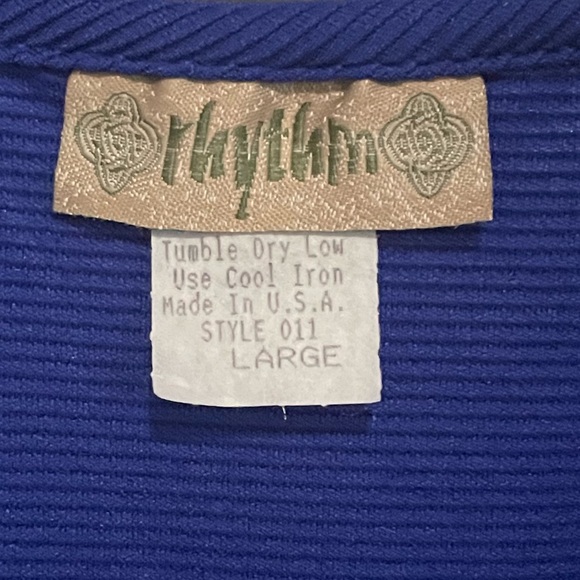 rhythm
Tumble Dry Low
Use Cool Iron
Made In U.S.A.
STYLE 011
LARGE